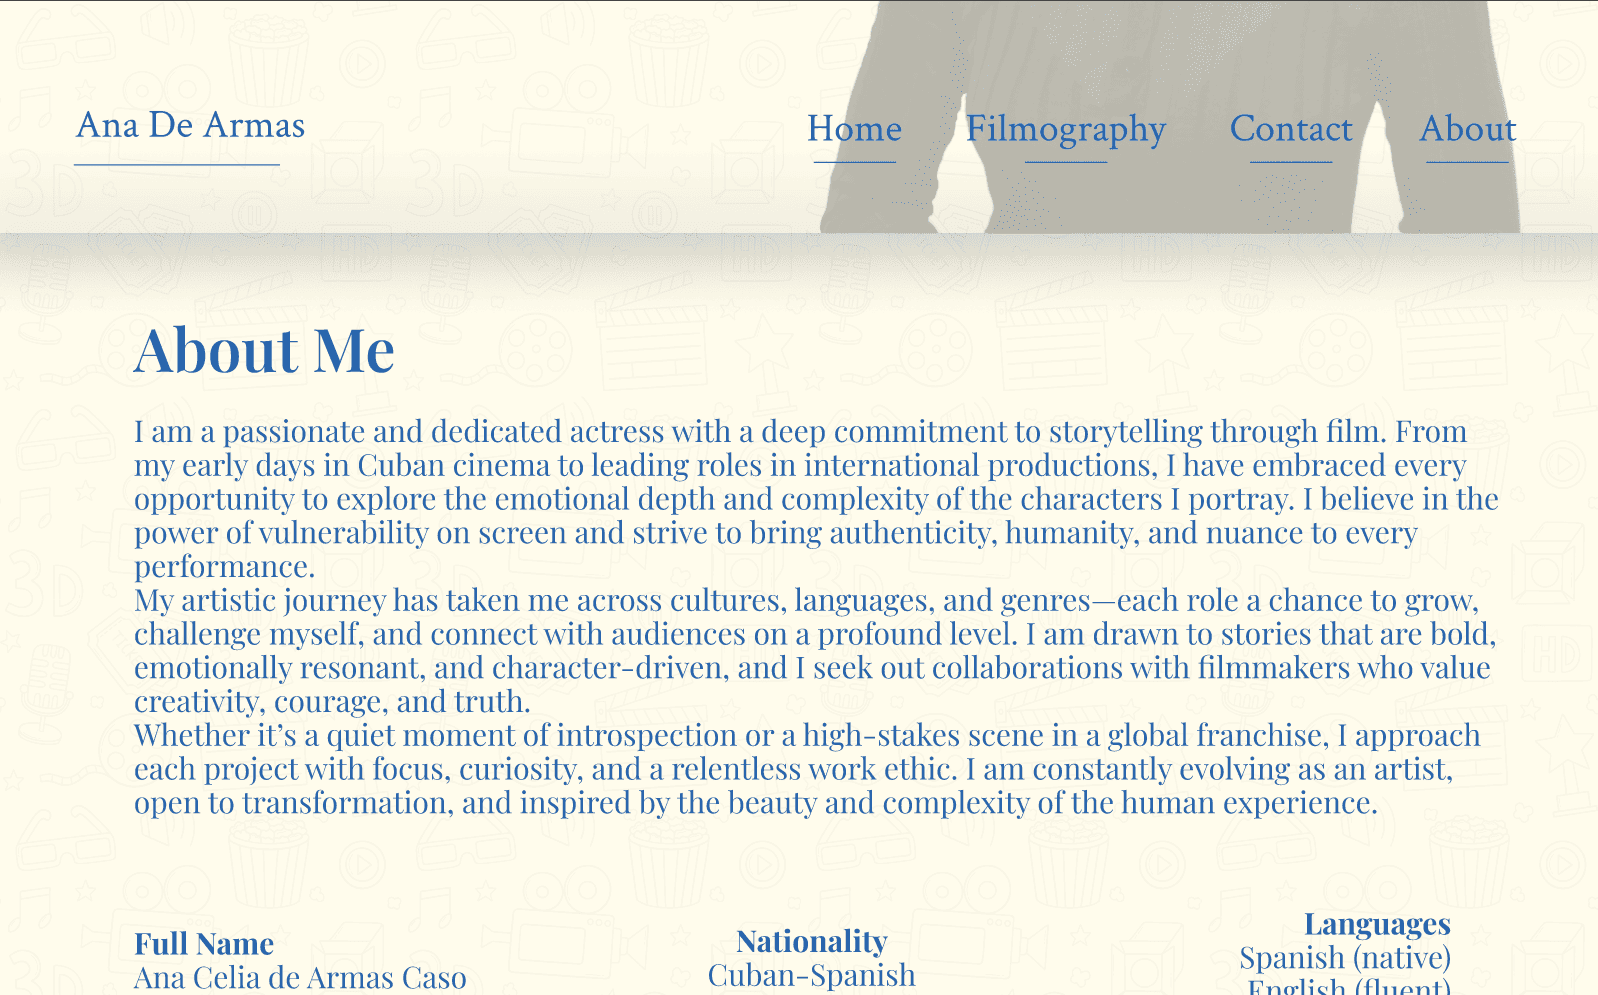 Ana De Armas
Home Filmography Contact About
About Me
I am a passionate and dedicated actress with a deep commitment to storytelling through film. From
my early days in Cuban cinema to leading roles in international productions, I have embraced every
opportunity to explore the emotional depth and complexity of the characters I portray. I believe in the
power of vulnerability on screen and strive to bring authenticity, humanity, and nuance to every
performance.
My artistic journey has taken me across cultures, languages, and genres—each role a chance to grow,
challenge myself, and connect with audiences on a profound level. I am drawn to stories that are bold,
emotionally resonant, and character-driven, and I seek out collaborations with filmmakers who value
creativity, courage, and truth.
Whether it’s a quiet moment of introspection or a high-stakes scene in a global franchise, I approach
each project with focus, curiosity, and a relentless work ethic. I am constantly evolving as an artist,
open to transformation, and inspired by the beauty and complexity of the human experience.
Full Name
Ana Celia de Armas Caso
Nationality
Cuban-Spanish
Languages
Spanish (native)
English (fluent)